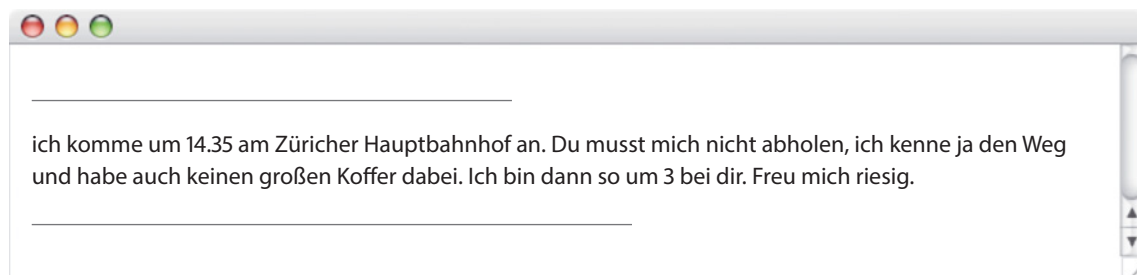 ich komme um 14.35 am Züricher Hauptbahnhof an. Du musst mich nicht abholen, ich kenne ja den Weg
und habe auch keinen großen Koffer dabei. Ich bin dann so um 3 bei dir. Freu mich riesig.